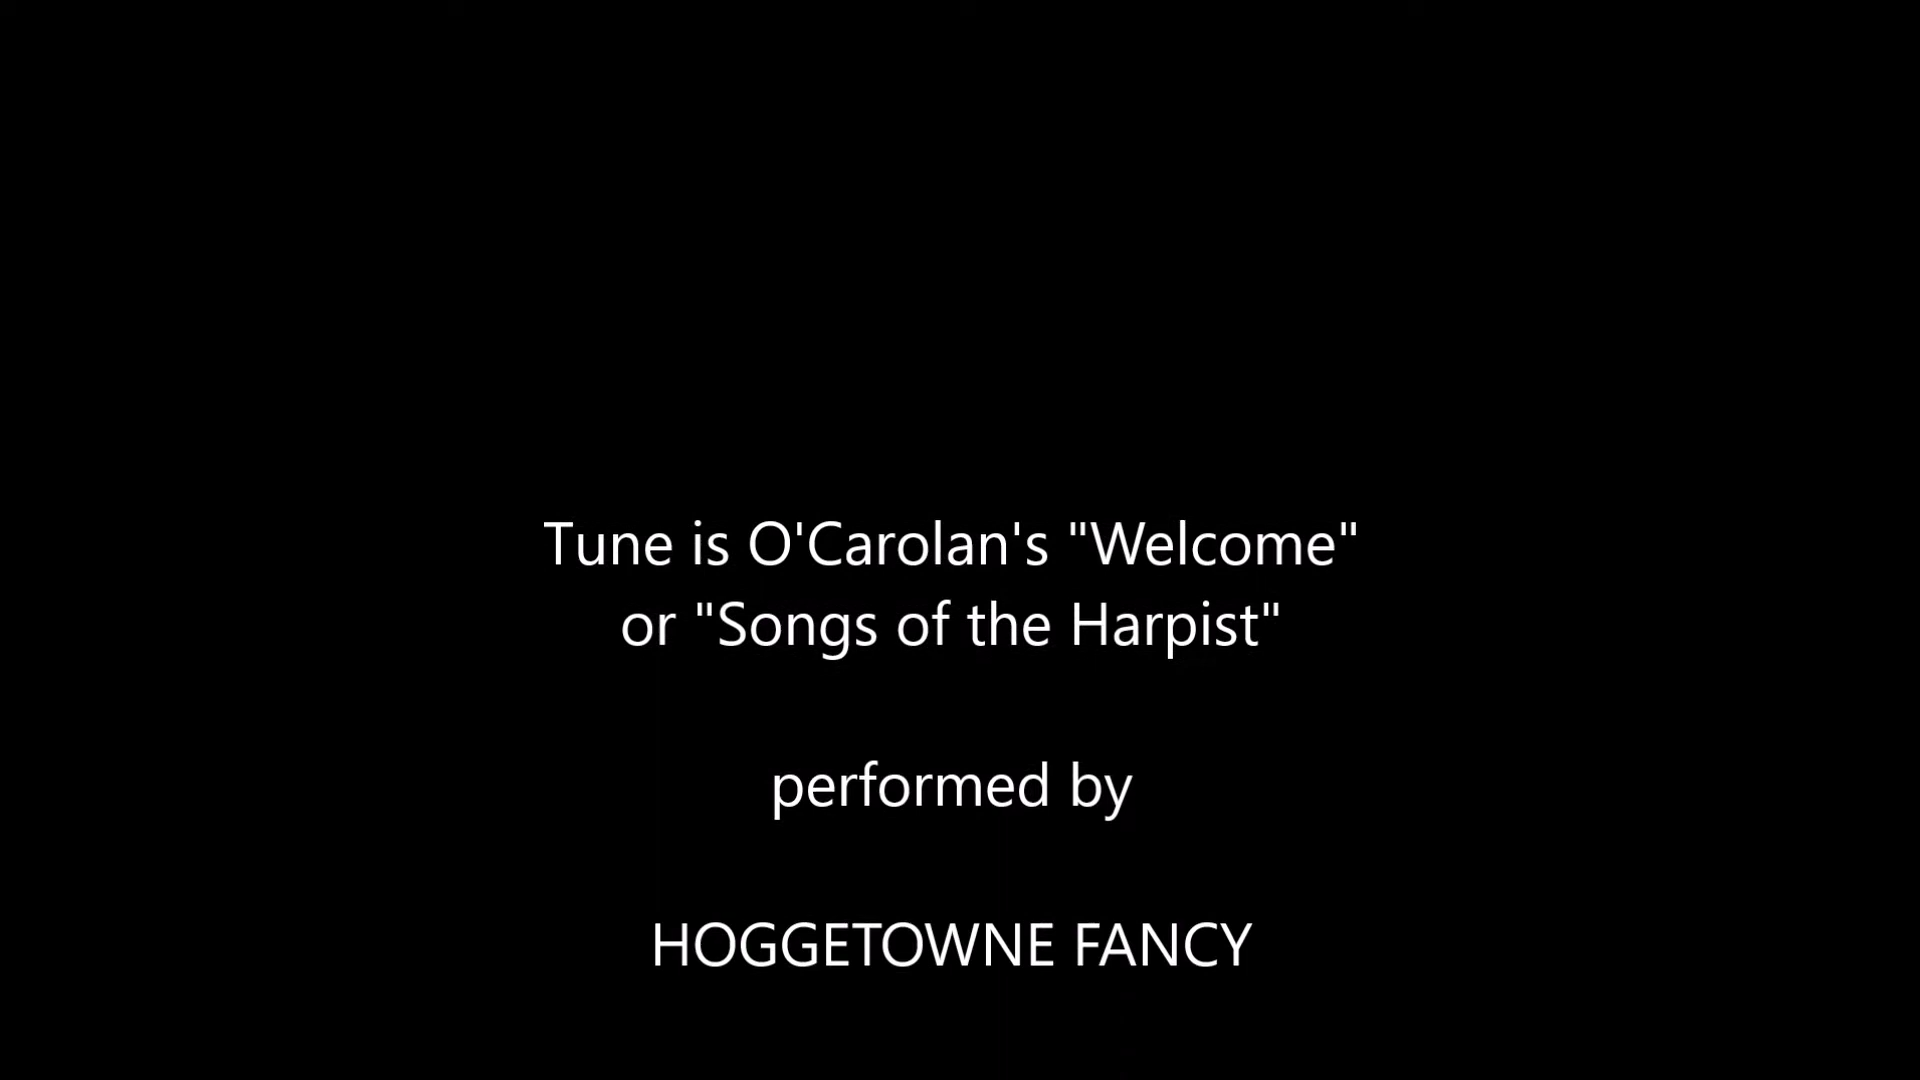 Tune is O'Carolan's "Welcome"
or "Songs of the Harpist"
performed by
HOGGETOWNE FANCY